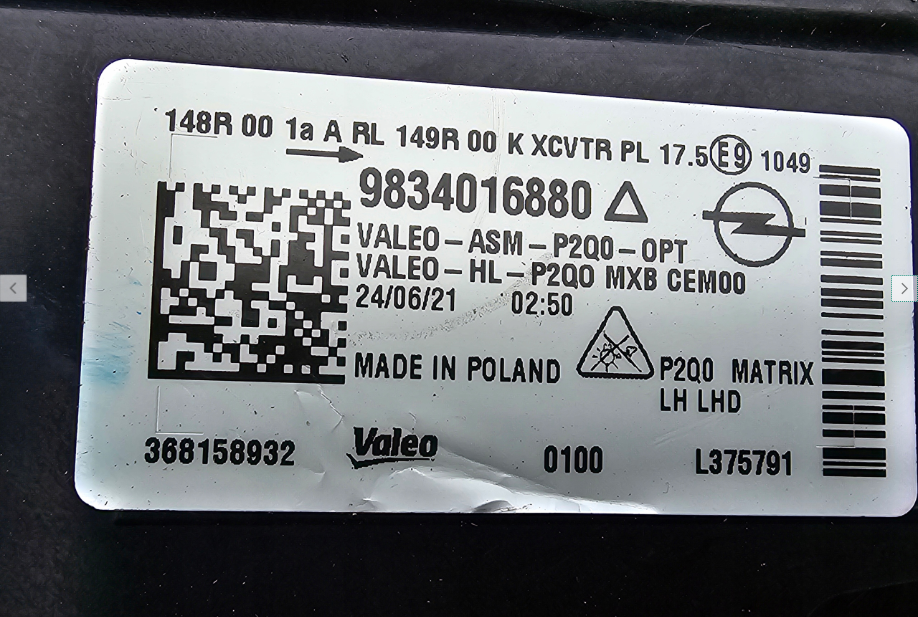 148R 00 1a A RL 149R 00 K XCVTR PL 17.5 E9 1049
9834016880
VALEO-ASM-P2Q0-OPT
VALEO-HL-P2Q0 MXB CEM00
24/06/21 02:50
MADE IN POLAND
P2Q0 MATRIX
LH LHD
368158932 Valeo 0100 L375791